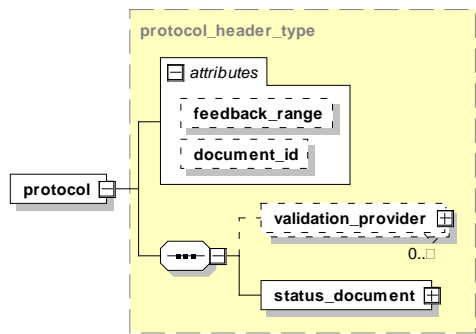 protocol_header_type
attributes
feedback_range
document_id
protocol
validation_provider
0..□
status_document